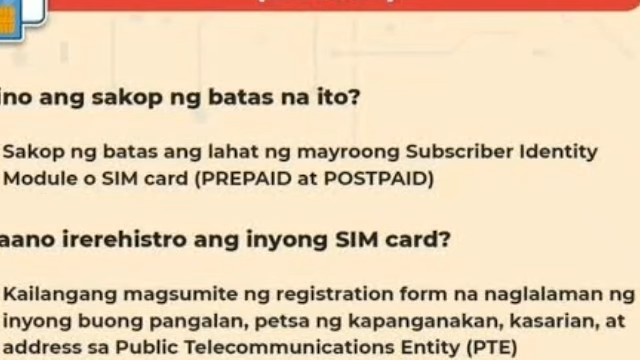 ino ang sakop ng batas na ito?
Sakop ng batas ang lahat ng mayroong Subscriber Identity
Module o SIM card (PREPAID at POSTPAID)
aano irerehistro ang inyong SIM card?
Kailangang magsumite ng registration form na naglalaman ng
inyong buong pangalan, petsa ng kapanganakan, kasarian, at
address sa Public Telecommunications Entity (PTE)